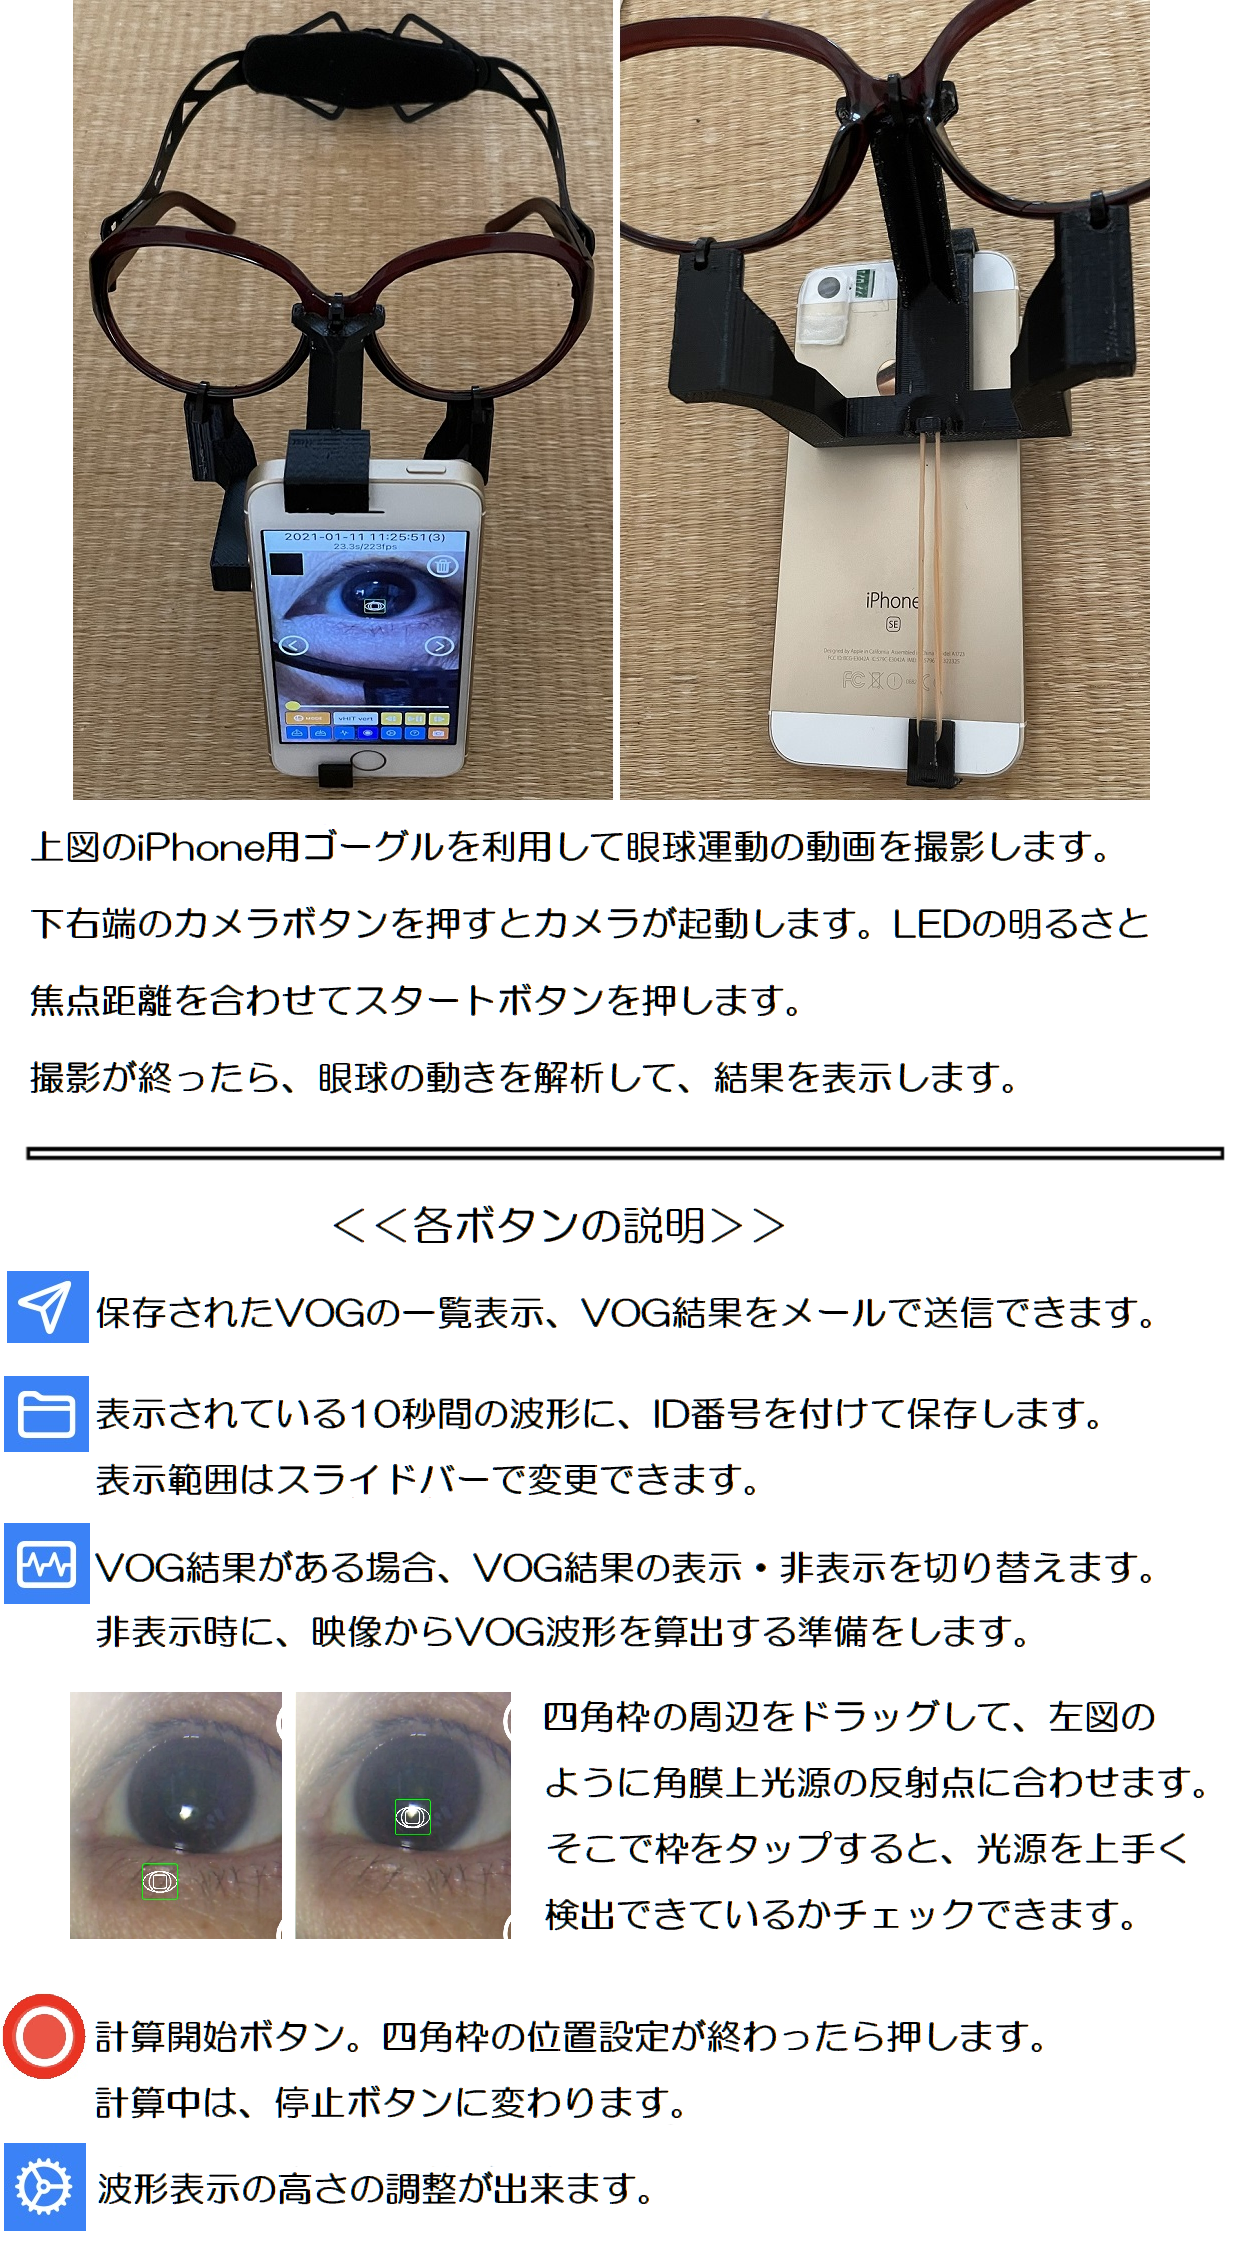 2021-01-11 11:25:51(3)
23.3s/223fps
MODE
vHIT vert
iPhone
SE
上図のiPhone用ゴーグルを利用して眼球運動の動画を撮影します。
下右端のカメラボタンを押すとカメラが起動します。LEDの明るさと
焦点距離を合わせてスタートボタンを押します。
撮影が終ったら、眼球の動きを解析して、結果を表示します。
＜＜各ボタンの説明＞＞
保存されたVOGの一覧表示、VOG結果をメールで送信できます。
表示されている10秒間の波形に、ID番号を付けて保存します。
表示範囲はスライドバーで変更できます。
VOG結果がある場合、VOG結果の表示・非表示を切り替えます。
非表示時に、映像からVOG波形を算出する準備をします。
四角枠の周辺をドラッグして、左図の
ように角膜上光源の反射点に合わせます。
そこで枠をタップすると、光源を上手く
検出できているかチェックできます。
計算開始ボタン。四角枠の位置設定が終わったら押します。
計算中は、停止ボタンに変わります。
波形表示の高さの調整が出来ます。